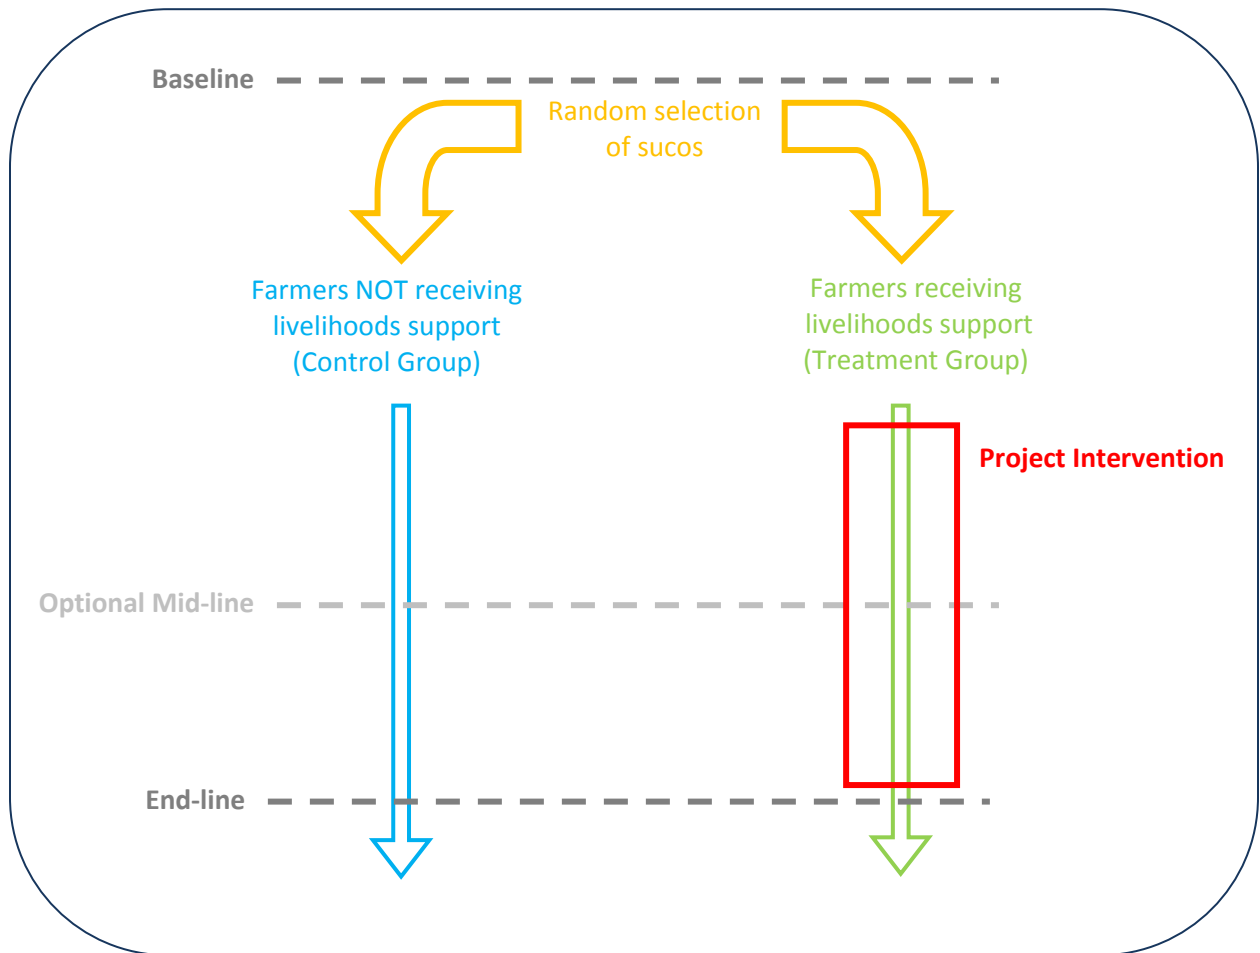 Baseline
Random selection
of sucos
Farmers NOT receiving
livelihoods support
(Control Group)
Farmers receiving
livelihoods support
(Treatment Group)
Project Intervention
Optional Mid-line
End-line